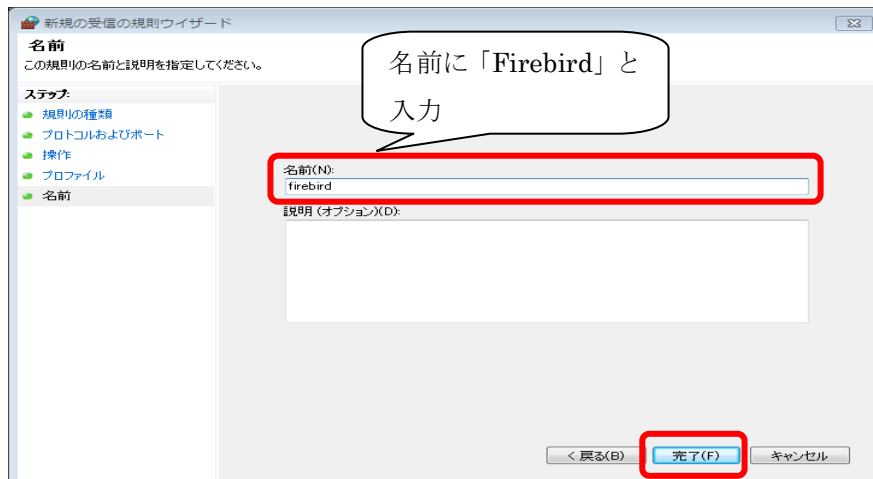 新規の受信の規則ウィザード
名前
この規則の名前と説明を指定してください。
名前に「Firebird」と
入力
ステップ:
規則の種類
プロトコルおよびポート
操作
プロファイル
名前
名前(N):
firebird
説明 (オプション)(D):
< 戻る(B)
完了(F)
キャンセル